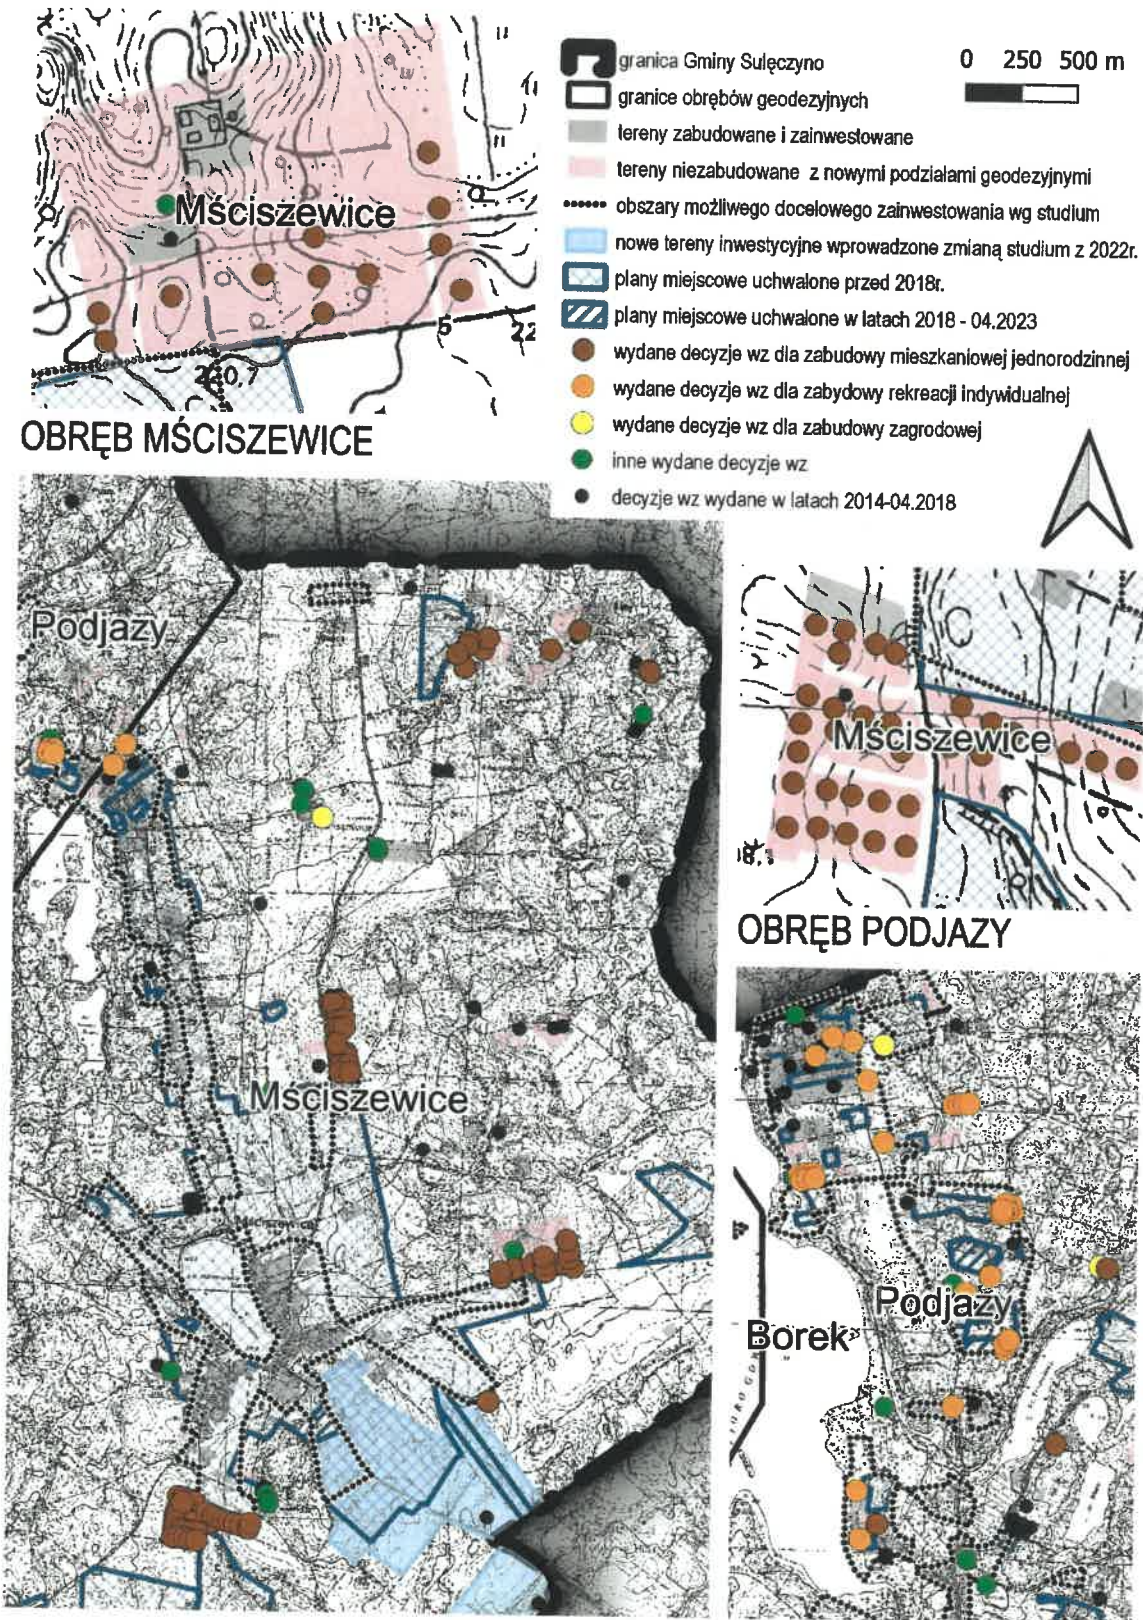 Mściszewice
5
22
220,7
OBRĘB MŚCISZEWICE
granica Gminy Sulęczyno
granice obrębów geodezyjnych
tereny zabudowane i zainwestowane
tereny niezabudowane z nowymi podziałami geodezyjnymi
obszary możliwego docelowego zainwestowania wg studium
nowe tereny inwestycyjne wprowadzone zmianą studium z 2022r.
plany miejscowe uchwalone przed 2018r.
plany miejscowe uchwalone w latach 2018 - 04.2023
wydane decyzje wz dla zabudowy mieszkaniowej jednorodzinnej
wydane decyzje wz dla zabydowy rekreacji indywidualnej
wydane decyzje wz dla zabudowy zagrodowej
inne wydane decyzje wz
decyzje wz wydane w latach 2014-04.2018
0 250 500 m
Podjazy
Mściszewice
Mściszewice
OBRĘB PODJAZY
Podjazy
Borek